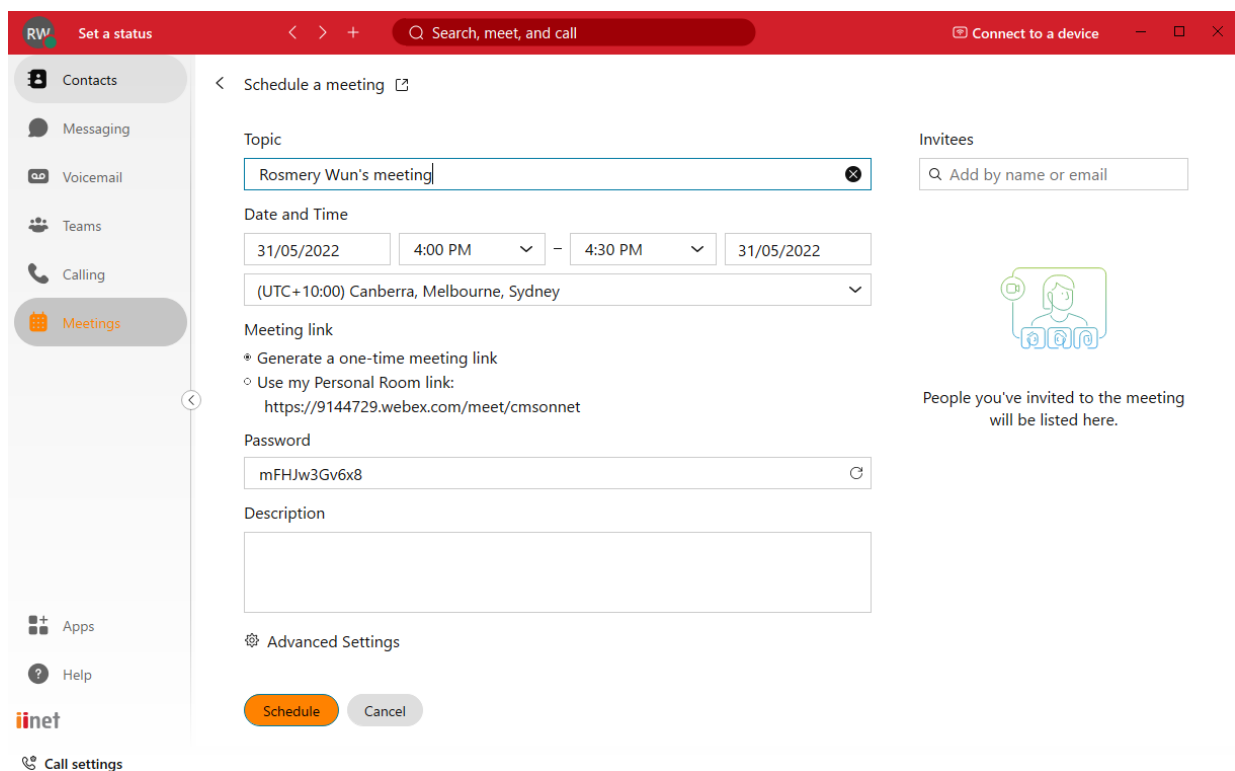 RW Set a status Search, meet, and call Connect to a device
Contacts
Messaging
Voicemail
Teams
Calling
Meetings
Apps
Help
iinet
Call settings
Schedule a meeting
Topic
Rosmery Wun's meeting
Date and Time
31/05/2022 4:00 PM – 4:30 PM 31/05/2022
(UTC+10:00) Canberra, Melbourne, Sydney
Meeting link
Generate a one-time meeting link
Use my Personal Room link:
https://9144729.webex.com/meet/cmsonnet
Password
mFHJw3Gv6x8
Description
Advanced Settings
Schedule Cancel
Invitees
Add by name or email
People you've invited to the meeting
will be listed here.